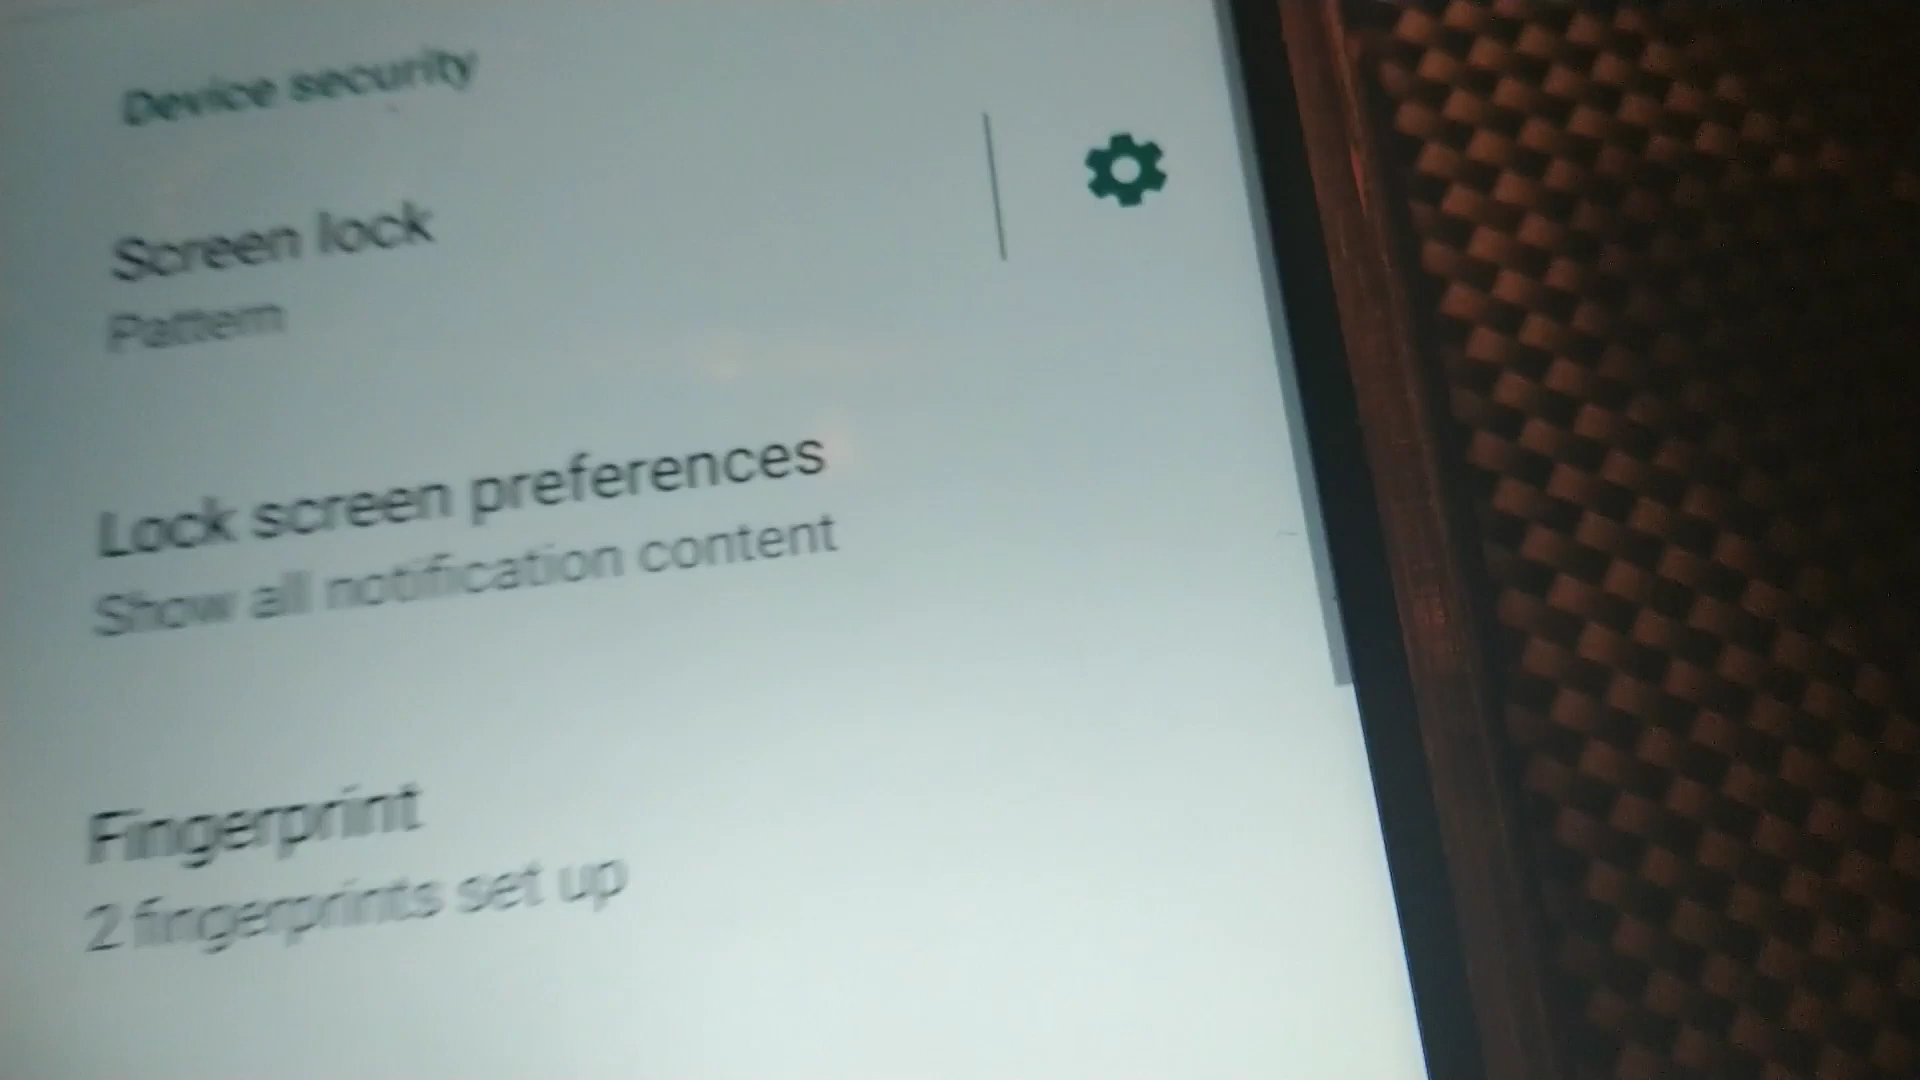 Device security
Screen lock
Pattern
Lock screen preferences
Show all notification content
Fingerprint
2 fingerprints set up